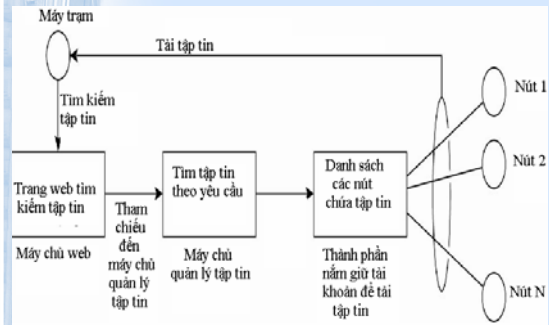 Máy trạm
Tải tập tin
Tìm kiếm
tập tin
Trang web tìm
kiếm tập tin
Máy chủ web
Tham
chiếu
đến
máy chủ
quản lý
tập tin
Tìm tập tin
theo yêu cầu
Máy chủ
quản lý tập tin
Danh sách
các nút
chứa tập tin
Thành phần
nắm giữ tài
khoản để tải
tập tin
Nút 1
Nút 2
Nút N